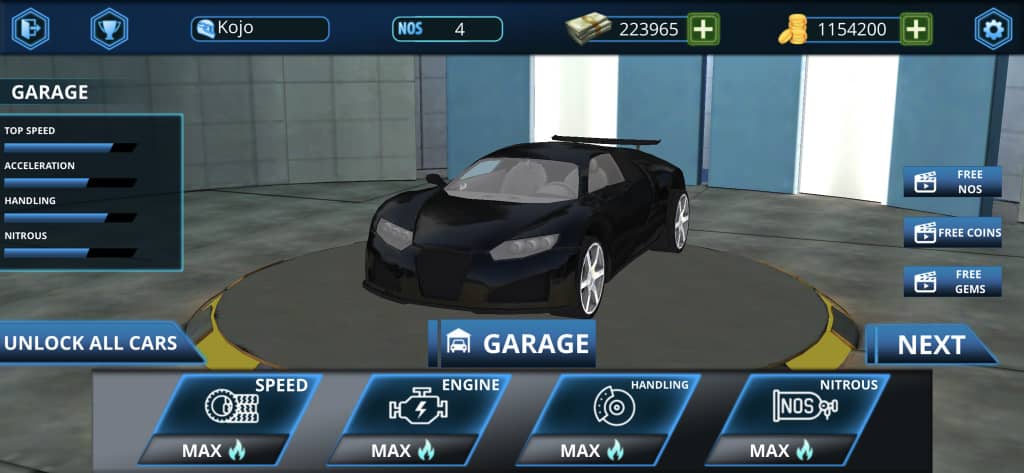 Kojo
NOS 4
223965
1154200
GARAGE
TOP SPEED
ACCELERATION
HANDLING
NITROUS
FREE
NOS
FREE COINS
FREE
GEMS
UNLOCK ALL CARS
GARAGE
NEXT
SPEED
ENGINE
HANDLING
NITROUS
NOS
MAX
MAX
MAX
MAX